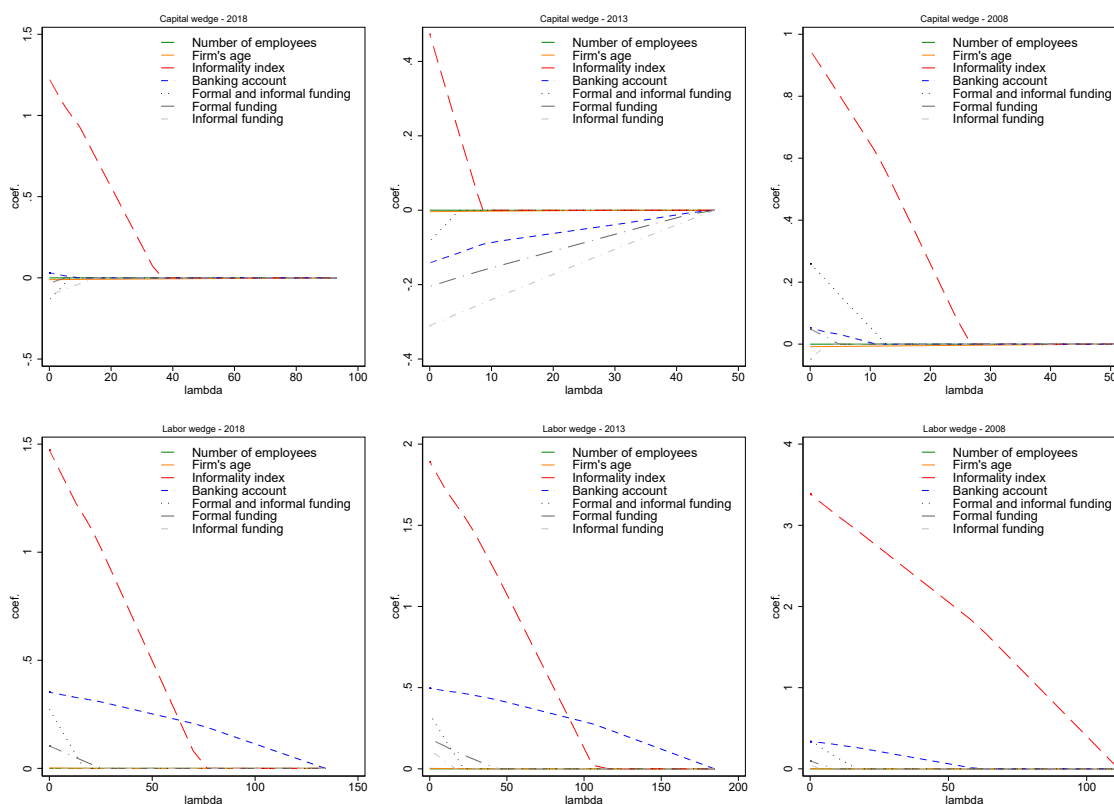 Capital wedge - 2018
1.5
1
.5
0
-.5
coef.
Number of employees
Firm's age
Informality index
Banking account
Formal and informal funding
Formal funding
Informal funding
0 20 40 60 80 100
lambda
Capital wedge - 2013
.4
.2
0
-.2
-.4
coef.
Number of employees
Firm's age
Informality index
Banking account
Formal and informal funding
Formal funding
Informal funding
0 10 20 30 40 50
lambda
Capital wedge - 2008
1
.8
.6
.4
.2
0
coef.
Number of employees
Firm's age
Informality index
Banking account
Formal and informal funding
Formal funding
Informal funding
0 10 20 30 40 50
lambda
Labor wedge - 2018
1.5
1
.5
0
coef.
Number of employees
Firm's age
Informality index
Banking account
Formal and informal funding
Formal funding
Informal funding
0 50 100 150
lambda
Labor wedge - 2013
2
1.5
1
.5
0
coef.
Number of employees
Firm's age
Informality index
Banking account
Formal and informal funding
Formal funding
Informal funding
0 50 100 150 200
lambda
Labor wedge - 2008
4
3
2
1
0
coef.
Number of employees
Firm's age
Informality index
Banking account
Formal and informal funding
Formal funding
Informal funding
0 50 100
lambda